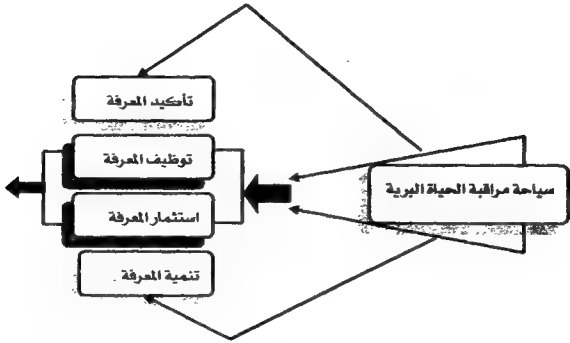 تأكيد المعرفة
توظيف المعرفة
سياحة مراقبة الحياة البرية
استثمار المعرفة
تنمية المعرفة